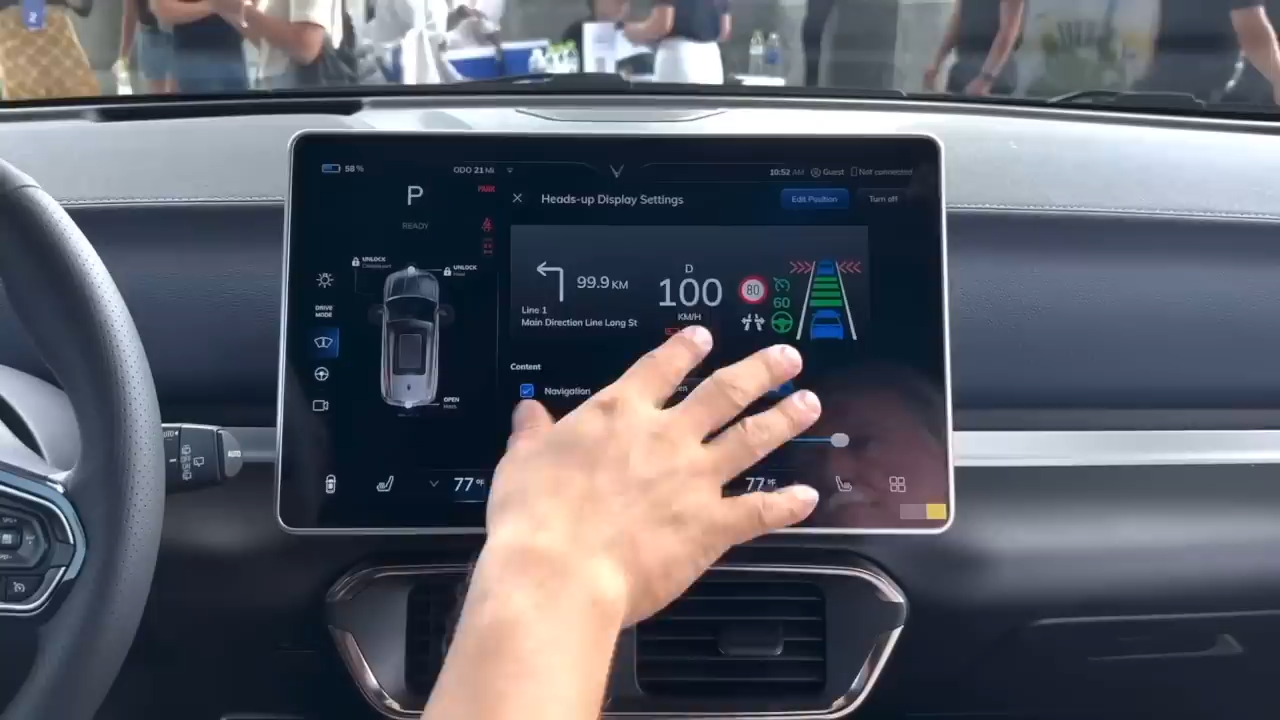 58 %
ODO 21 Mi
10:52 AM
Guest
Not connected
P
PARK
READY
Heads-up Display Settings
Edit Position
Turn off
UNLOCK
UNLOCK
Hood
DRIVE
MODE
OPEN
99.9 KM
Line 1
Main Direction Line Long St
D
100
KM/H
80
60
Content
Navigation
77°F
77°F
AUTO